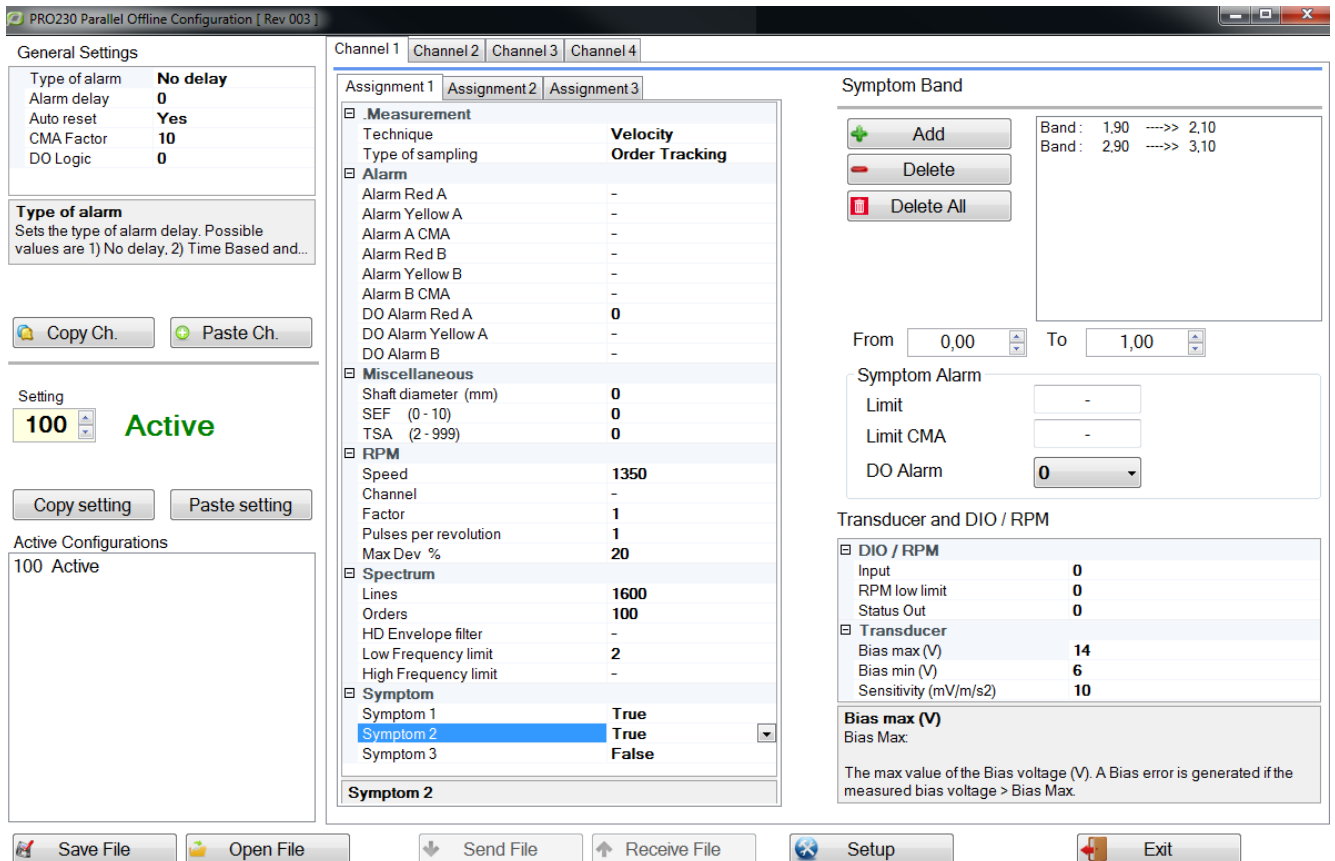 PRO230 Parallel Offline Configuration [ Rev 003 ]
General Settings
Type of alarm No delay
Alarm delay 0
Auto reset Yes
CMA Factor 10
DO Logic 0
Type of alarm
Sets the type of alarm delay. Possible
values are 1) No delay, 2) Time Based and...
Copy Ch. Paste Ch.
Setting
100 Active
Copy setting Paste setting
Active Configurations
100 Active
Channel 1 Channel 2 Channel 3 Channel 4
Assignment 1 Assignment 2 Assignment 3
.Measurement
Technique Velocity
Type of sampling Order Tracking
Alarm
Alarm Red A -
Alarm Yellow A -
Alarm A CMA -
Alarm Red B -
Alarm Yellow B -
Alarm B CMA -
DO Alarm Red A 0
DO Alarm Yellow A -
DO Alarm B -
Miscellaneous
Shaft diameter (mm) 0
SEF (0 - 10) 0
TSA (2 - 999) 0
RPM
Speed 1350
Channel -
Factor 1
Pulses per revolution 1
Max Dev % 20
Spectrum
Lines 1600
Orders 100
HD Envelope filter -
Low Frequency limit 2
High Frequency limit -
Symptom
Symptom 1 True
Symptom 2 True
Symptom 3 False
Symptom 2
Symptom Band
Add
Delete
Delete All
Band : 1,90 ---->> 2,10
Band : 2,90 ---->> 3,10
From 0,00 To 1,00
Symptom Alarm
Limit -
Limit CMA -
DO Alarm 0
Transducer and DIO / RPM
DIO / RPM
Input 0
RPM low limit 0
Status Out 0
Transducer
Bias max (V) 14
Bias min (V) 6
Sensitivity (mV/m/s2) 10
Bias max (V)
Bias Max:
The max value of the Bias voltage (V). A Bias error is generated if the
measured bias voltage > Bias Max.
Save File Open File Send File Receive File Setup Exit